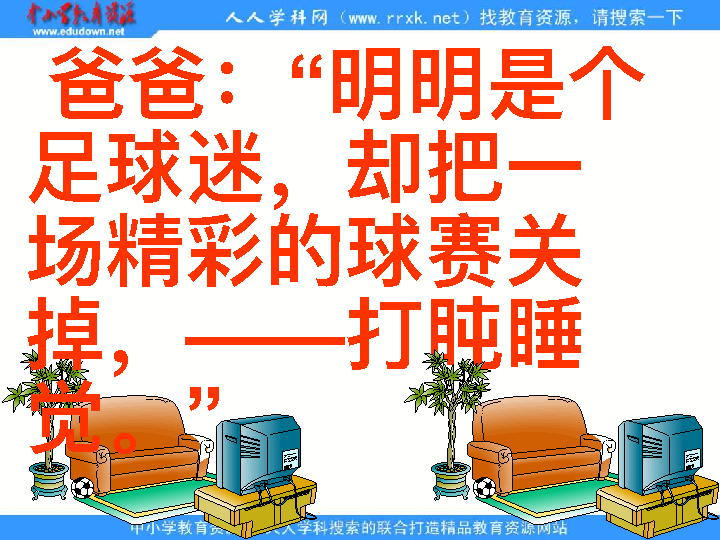 中小学教育资源
www.edudown.net
人人学科网（www.rrxk.net）找教育资源，请搜索一下
爸爸：“明明是个
足球迷，却把一
场精彩的球赛关
掉，——打盹睡
觉。”
中小学教育资
人人学科搜索的联合打造精品教育资源网站